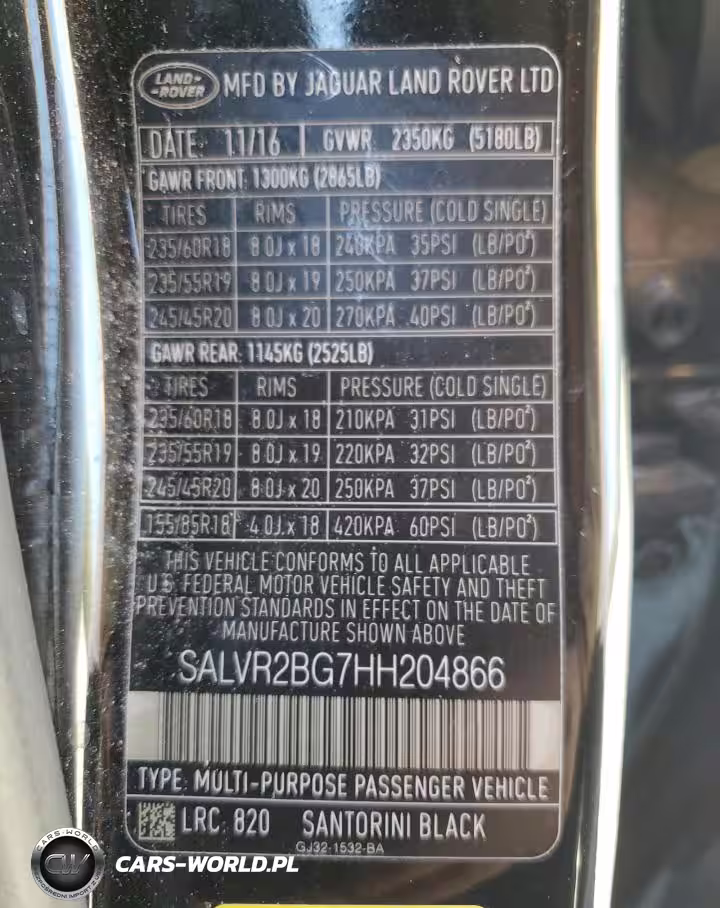 LAND-
-ROVER
MFD BY JAGUAR LAND ROVER LTD
DATE: 11/16 GVWR 2350KG (5180LB)
GAWR FRONT 1300KG (2865LB)
TIRES RIMS PRESSURE (COLD SINGLE)
235/60R18 8.0J x 18 240KPA 35PSI (LB/PO²)
235/55R19 8.0J x 19 250KPA 37PSI (LB/PO²)
245/45R20 8.0J x 20 270KPA 40PSI (LB/PO²)
GAWR REAR: 1145KG (2525LB)
TIRES RIMS PRESSURE (COLD SINGLE)
235/60R18 8.0J x 18 210KPA 31PSI (LB/PO²)
235/55R19 8.0J x 19 220KPA 32PSI (LB/PO²)
245/45R20 8.0J x 20 250KPA 37PSI (LB/PO²)
155/85R18 4.0J x 18 420KPA 60PSI (LB/PO²)
THIS VEHICLE CONFORMS TO ALL APPLICABLE
U.S. FEDERAL MOTOR VEHICLE SAFETY AND THEFT
PREVENTION STANDARDS IN EFFECT ON THE DATE OF
MANUFACTURE SHOWN ABOVE
SALVR2BG7HH204866
TYPE: MULTI-PURPOSE PASSENGER VEHICLE
LRC: 820 SANTORINI BLACK
GJ32-1532-BA
CARS-WORLD
CW
CARS-WORLD.PL